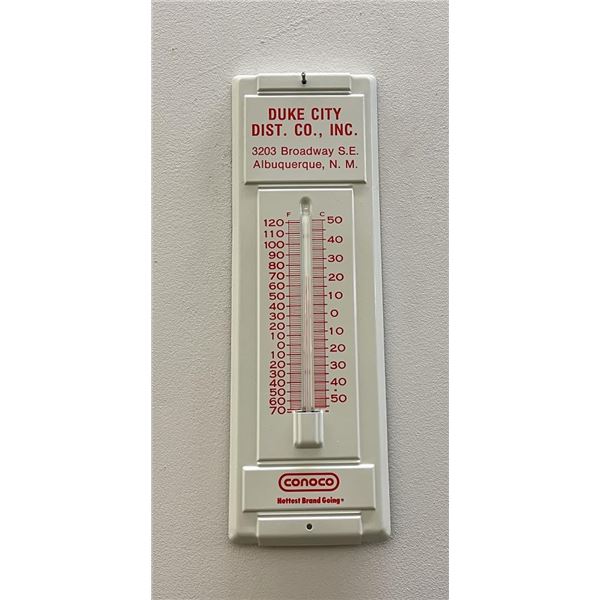 DUKE CITY
DIST. CO., INC.
3203 Broadway S.E.
Albuquerque, N. M.
F C
120 50
110
100 40
90
80 30
70
60 20
50
40 10
30
20 0
10
0 10
10
20 20
30
40 30
50 40
60 50
70
CONOCO
Hottest Brand Going